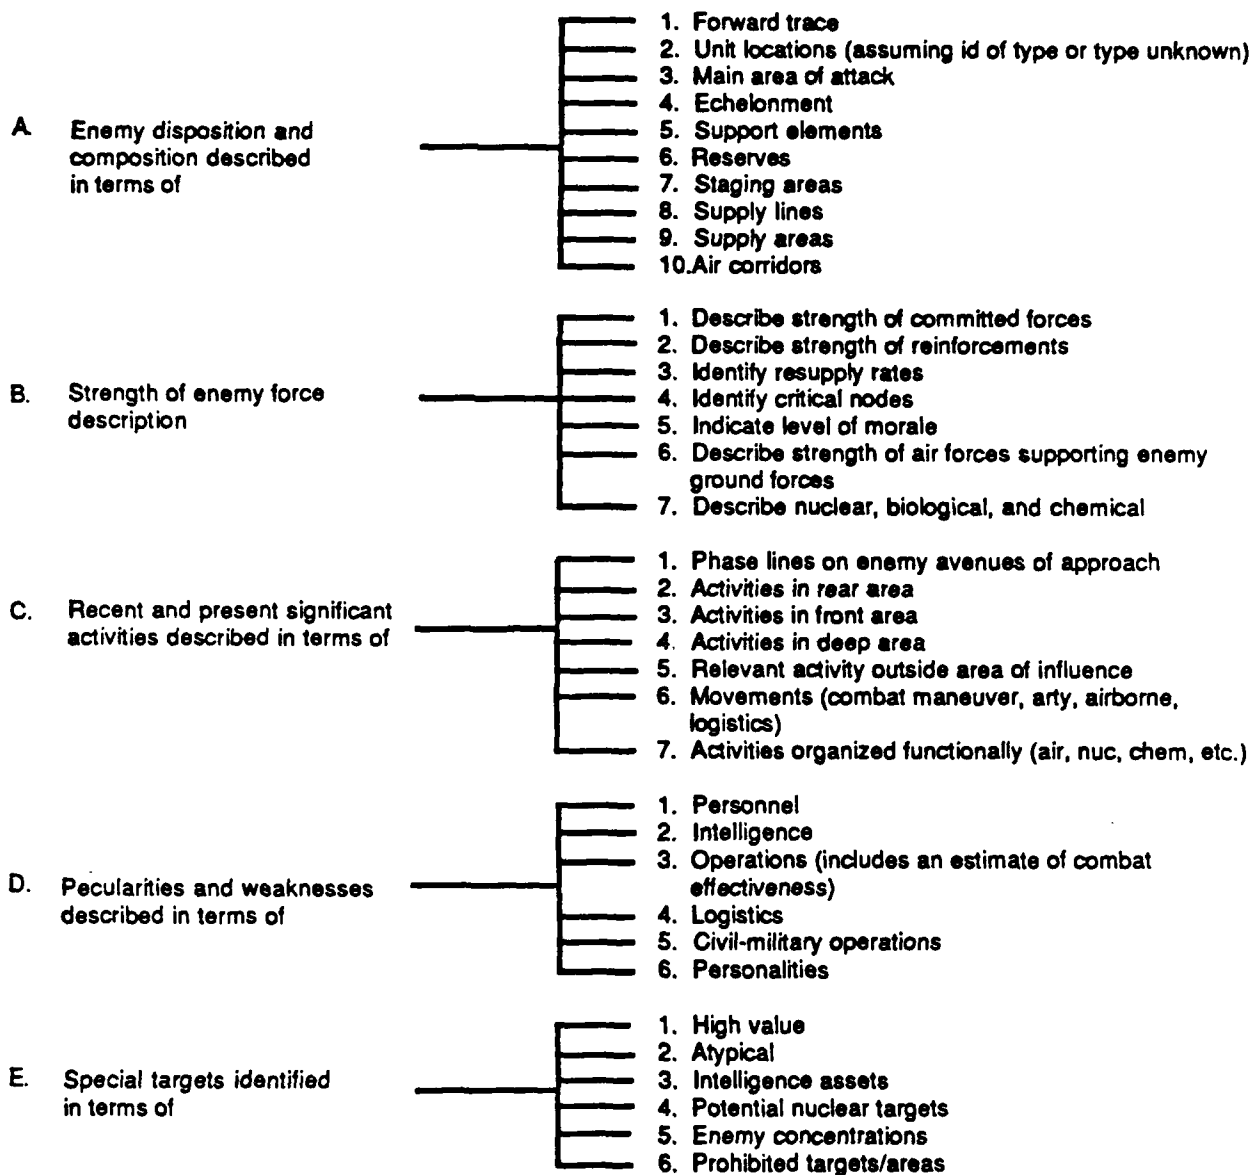 A. Enemy disposition and
composition described
in terms of
1. Forward trace
2. Unit locations (assuming id of type or type unknown)
3. Main area of attack
4. Echelonment
5. Support elements
6. Reserves
7. Staging areas
8. Supply lines
9. Supply areas
10.Air corridors
B. Strength of enemy force
description
1. Describe strength of committed forces
2. Describe strength of reinforcements
3. Identify resupply rates
4. Identify critical nodes
5. Indicate level of morale
6. Describe strength of air forces supporting enemy
ground forces
7. Describe nuclear, biological, and chemical
C. Recent and present significant
activities described in terms of
1. Phase lines on enemy avenues of approach
2. Activities in rear area
3. Activities in front area
4. Activities in deep area
5. Relevant activity outside area of influence
6. Movements (combat maneuver, arty, airborne,
logistics)
7. Activities organized functionally (air, nuc, chem, etc.)
D. Pecularities and weaknesses
described in terms of
1. Personnel
2. Intelligence
3. Operations (includes an estimate of combat
effectiveness)
4. Logistics
5. Civil-military operations
6. Personalities
E. Special targets identified
in terms of
1. High value
2. Atypical
3. Intelligence assets
4. Potential nuclear targets
5. Enemy concentrations
6. Prohibited targets/areas